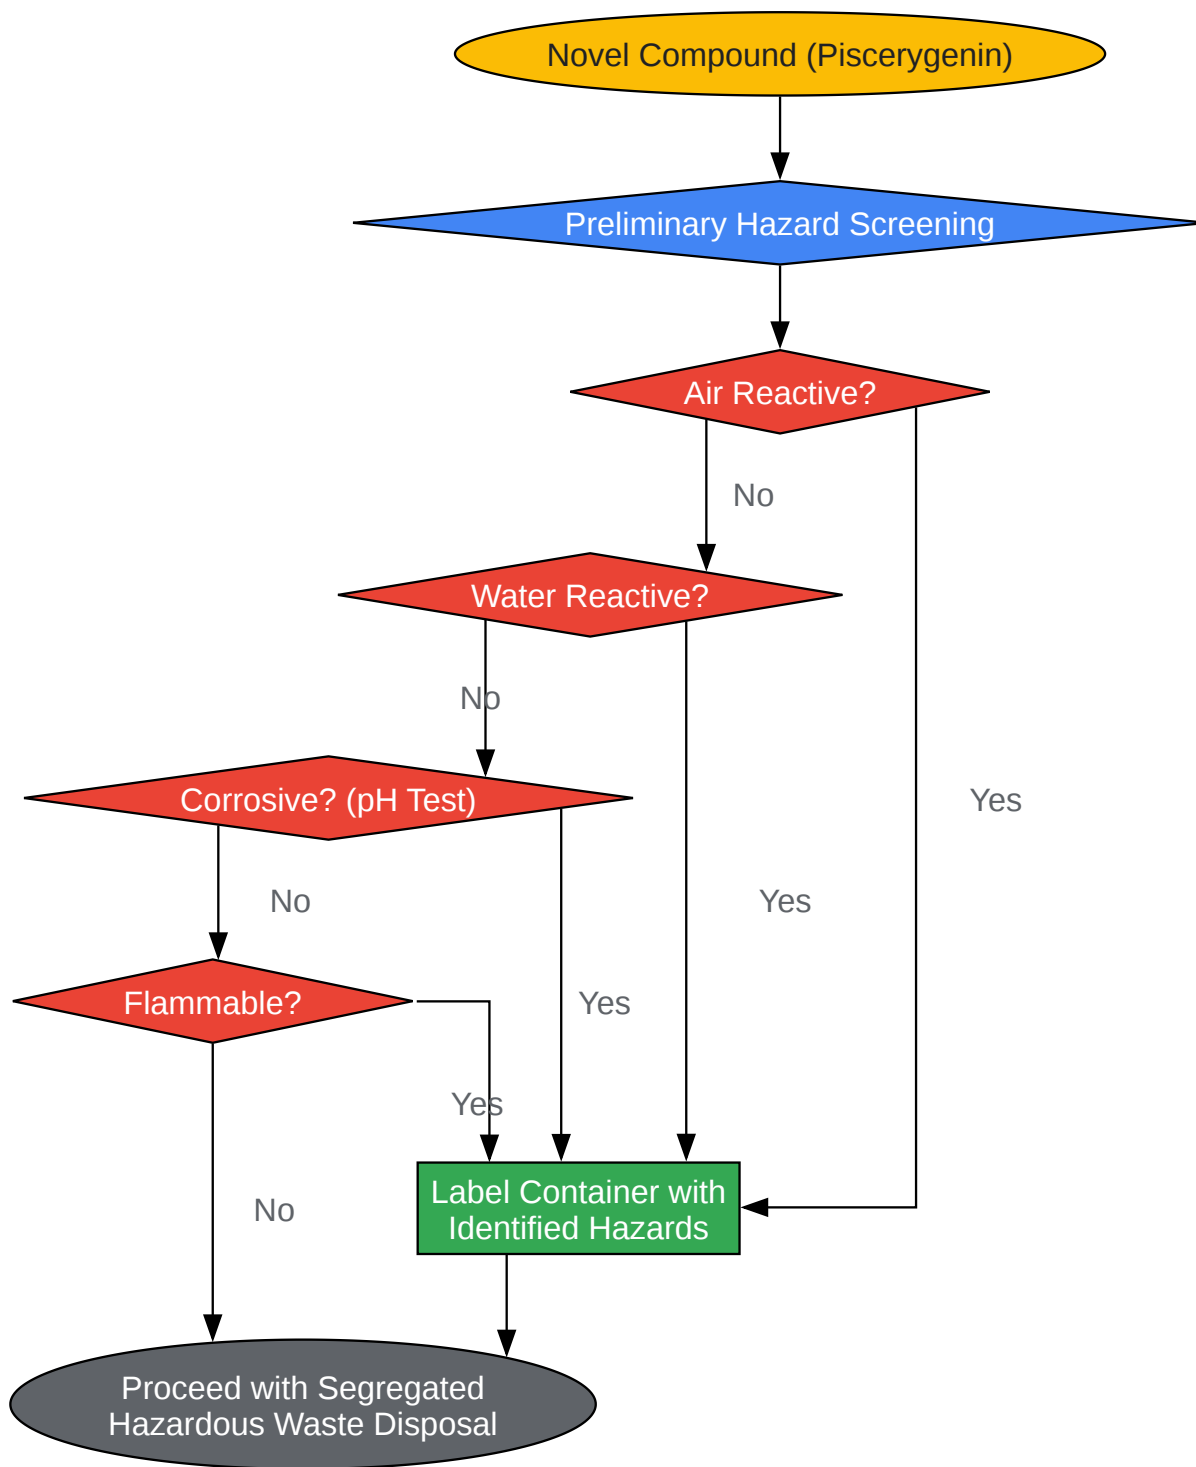 Novel Compound (Piscerygenin)
Preliminary Hazard Screening
Air Reactive?
No
Water Reactive?
No
Yes
Corrosive? (pH Test)
No
Yes
Flammable?
Yes
Yes
Label Container with
Identified Hazards
No
Proceed with Segregated
Hazardous Waste Disposal